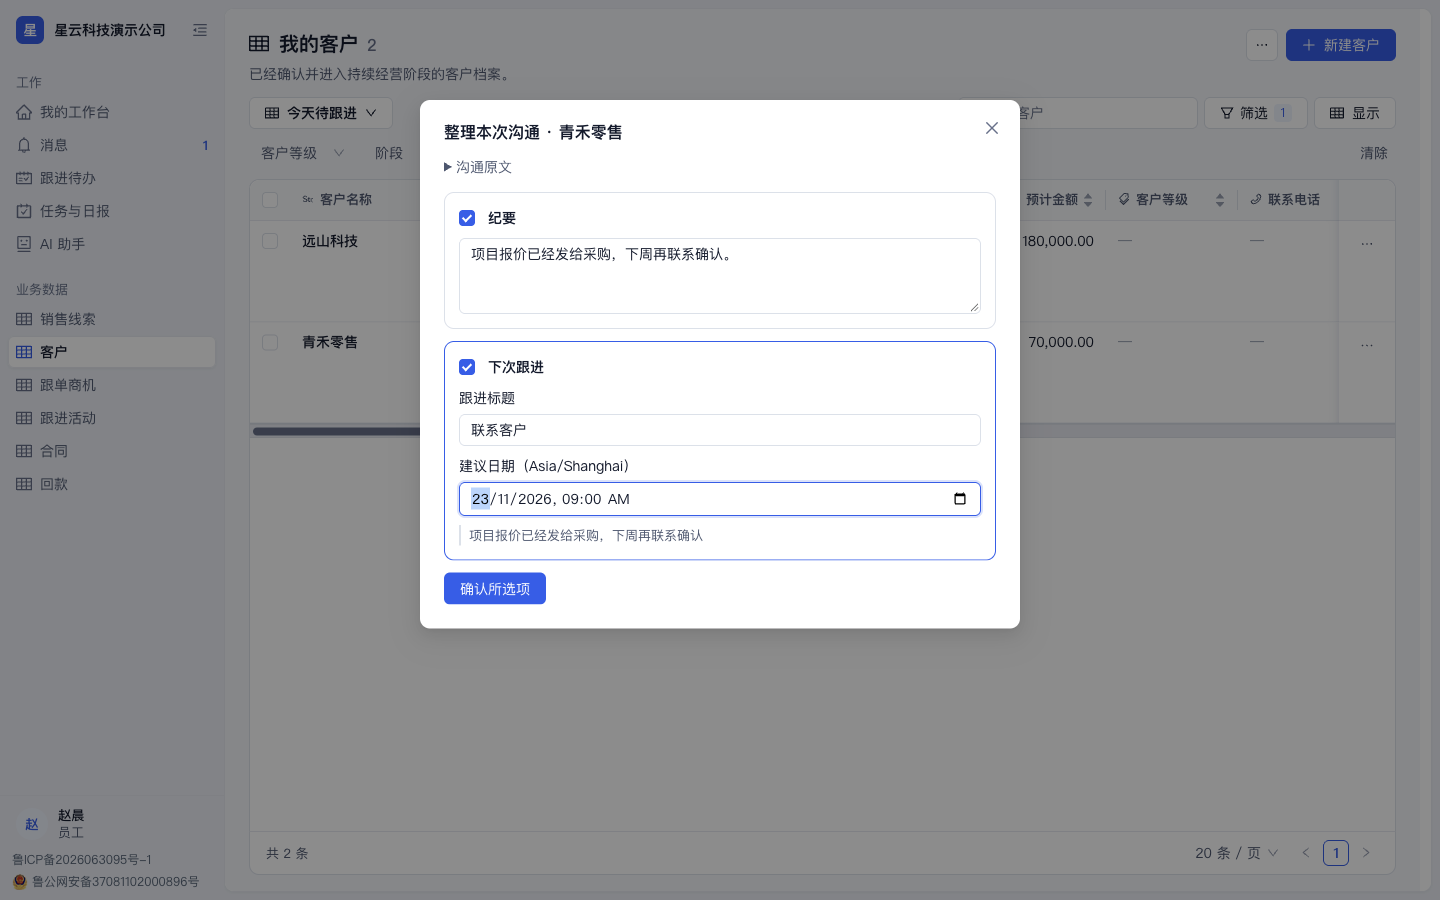 星 星云科技演示公司
工作
我的工作台
消息 1
跟进待办
任务与日报
AI 助手
业务数据
销售线索
客户
跟单商机
跟进活动
合同
回款
赵 赵晨
员工
鲁ICP备2026063095号-1
鲁公网安备37081102000896号
我的客户 2
... + 新建客户
已经确认并进入持续经营阶段的客户档案。
今天待跟进 客户 筛选 1 显示
客户等级 阶段 清除
客户名称 预计金额 客户等级 联系电话
远山科技 180,000.00 — — ...
青禾零售 70,000.00 — — ...
共 2 条 20 条 / 页 < 1 >
整理本次沟通 · 青禾零售
沟通原文
纪要
项目报价已经发给采购，下周再联系确认。
下次跟进
跟进标题
联系客户
建议日期（Asia/Shanghai）
23/11/2026, 09:00 AM
项目报价已经发给采购，下周再联系确认
确认所选项